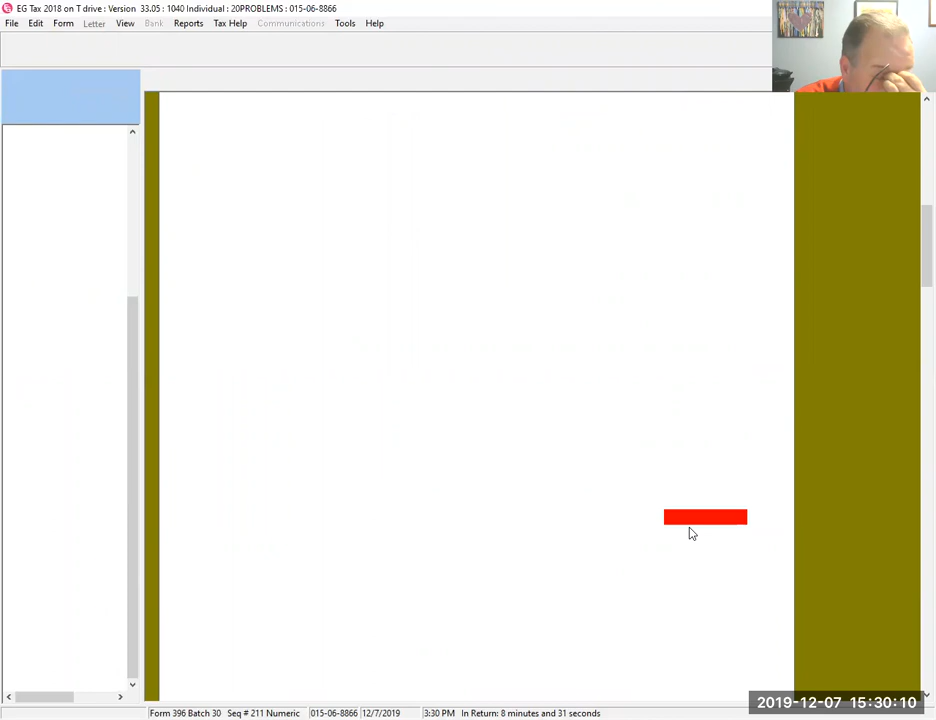 EG Tax 2018 on T drive : Version 33.05 : 1040 Individual : 20PROBLEMS : 015-06-8866
File Edit Form Letter View Bank Reports Tax Help Communications Tools Help
Form 396 Batch 30 Seq # 211 Numeric 015-06-8866 12/7/2019 3:30 PM In Return: 8 minutes and 31 seconds
2019-12-07 15:30:10